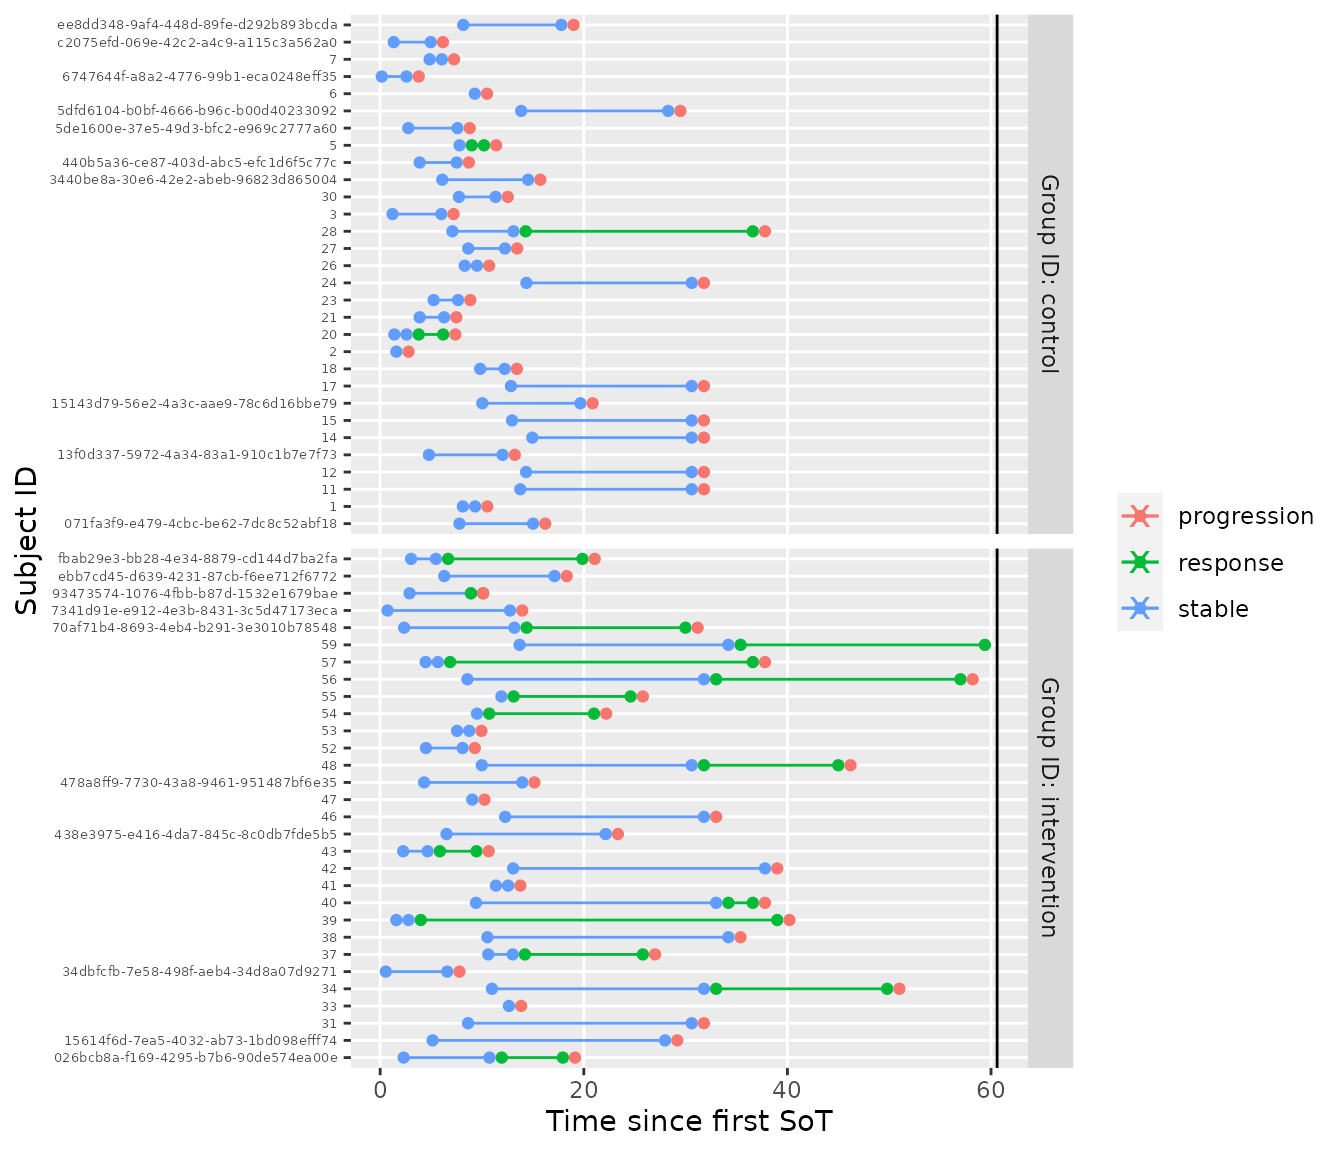 ee8dd348-9af4-448d-89fe-d292b893bcda
c2075efd-069e-42c2-a4c9-a115c3a562a0
7
6747644f-a8a2-4776-99b1-eca0248eff35
6
5dfd6104-b0bf-4666-b96c-b00d40233092
5de1600e-37e5-49d3-bfc2-e969c2777a60
5
440b5a36-ce87-403d-abc5-efc1d6f5c77c
3440be8a-30e6-42e2-abeb-96823d865004
30
3
28
27
26
24
23
21
20
2
18
17
15143d79-56e2-4a3c-aae9-78c6d16bbe79
15
14
13f0d337-5972-4a34-83a1-910c1b7e7f73
12
11
1
071fa3f9-e479-4cbc-be62-7dc8c52abf18
Group ID: control
fbab29e3-bb28-4e34-8879-cd144d7ba2fa
ebb7cd45-d639-4231-87cb-f6ee712f6772
93473574-1076-4fbb-b87d-1532e1679bae
7341d91e-e912-4e3b-8431-3c5d47173eca
70af71b4-8693-4eb4-b291-3e3010b78548
59
57
56
55
54
53
52
48
478a8ff9-7730-43a8-9461-951487bf6e35
47
46
438e3975-e416-4da7-845c-8c0db7fde5b5
43
42
41
40
39
38
37
34dbfcfb-7e58-498f-aeb4-34d8a07d9271
34
33
31
15614f6d-7ea5-4032-ab73-1bd098efff74
026bcb8a-f169-4295-b7b6-90de574ea00e
Group ID: intervention
Subject ID
0 20 40 60
Time since first SoT
progression
response
stable